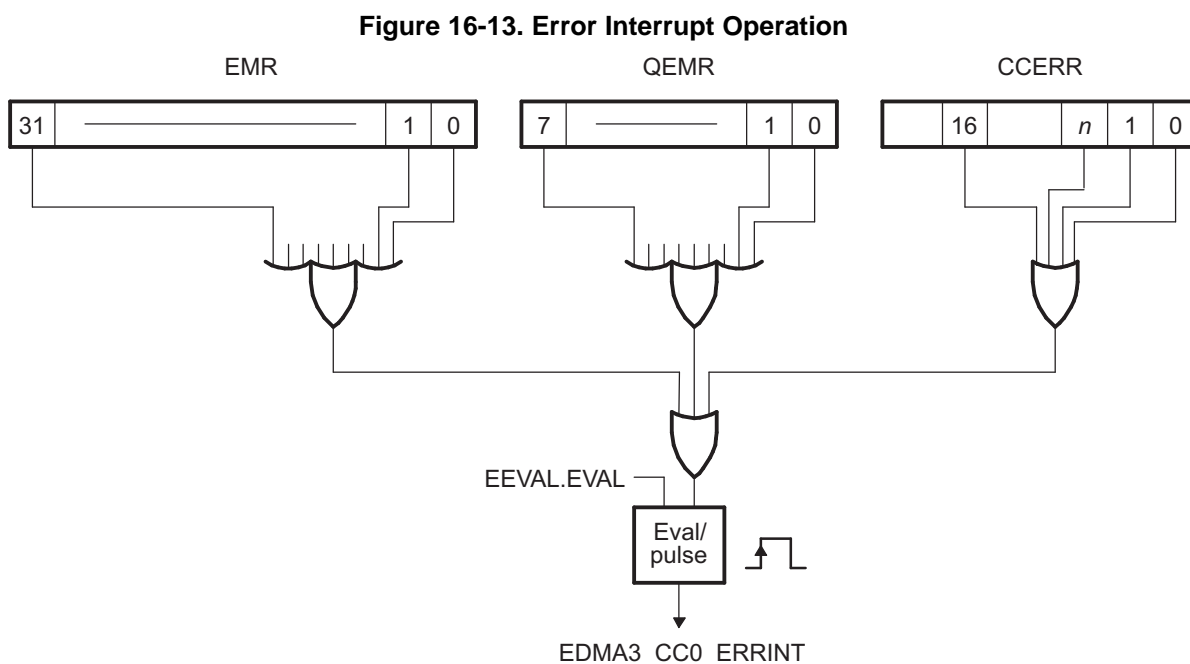 Figure 16-13. Error Interrupt Operation
EMR
QEMR
CCERR
31 1 0
7 1 0
16 n 1 0
EEVAL.EVAL
Eval/
pulse
EDMA3 CC0 ERRINT